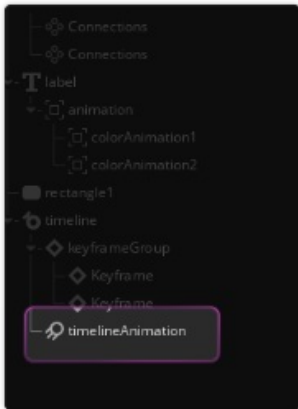 Connections
Connections
label
animation
colorAnimation1
colorAnimation2
rectangle1
timeline
keyframeGroup
Keyframe
Keyframe
timelineAnimation